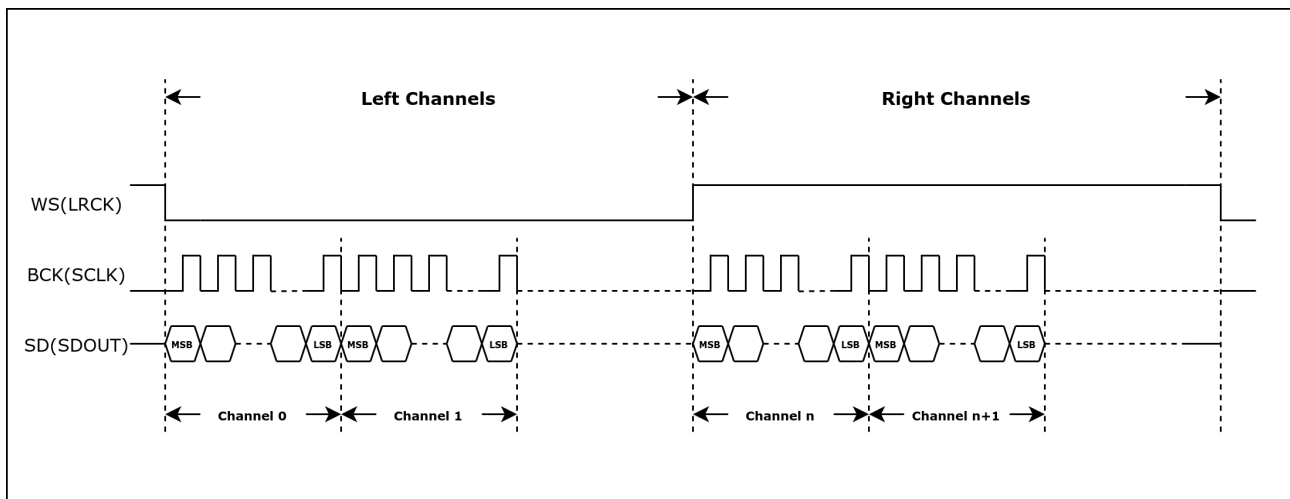 Left Channels
Right Channels
WS(LRCK)
BCK(SCLK)
SD(SDOUT)
MSB LSB MSB LSB MSB LSB MSB LSB
Channel 0 Channel 1 Channel n Channel n+1